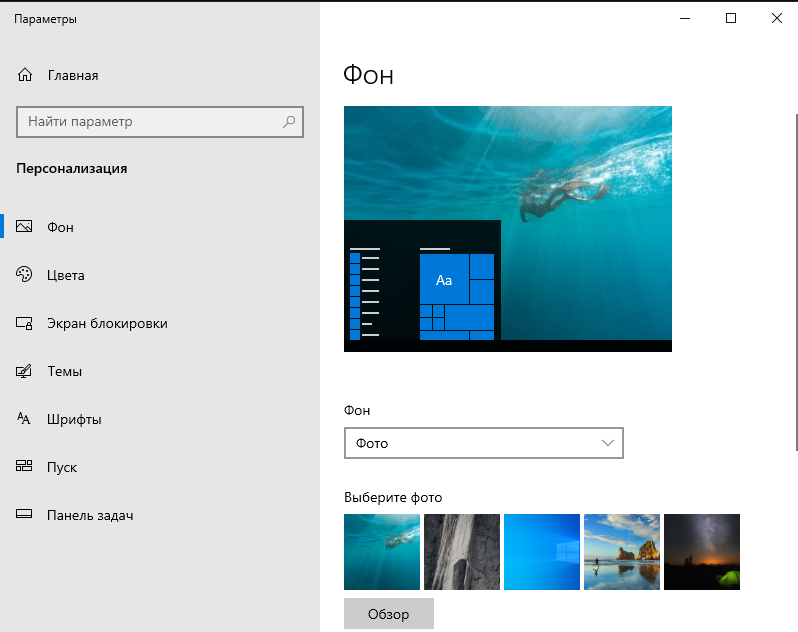 Параметры
Главная
Найти параметр
Персонализация
Фон
Цвета
Экран блокировки
Темы
Шрифты
Пуск
Панель задач
Фон
Aa
Фон
Фото
Выберите фото
Обзор